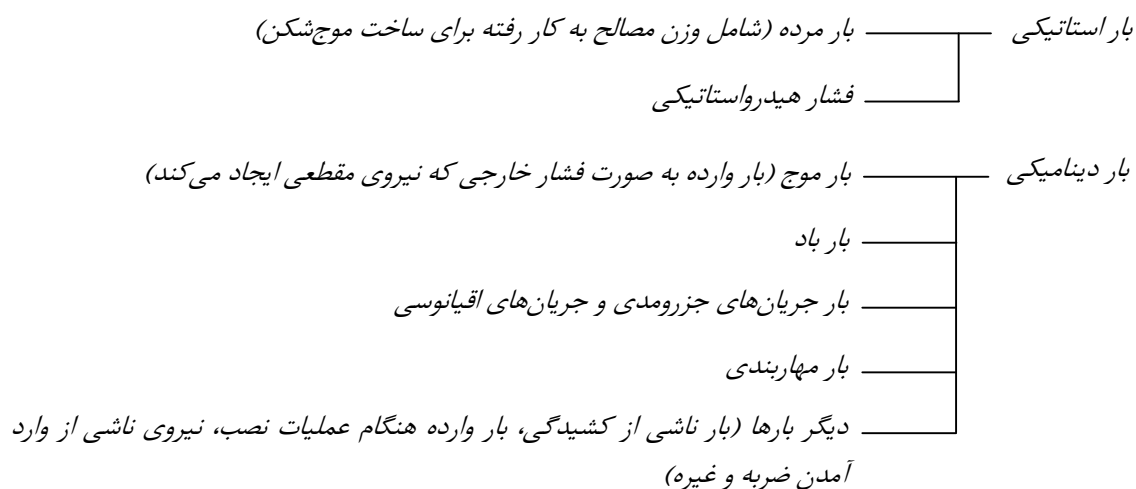 بار استاتیکی بار مرده (شامل وزن مصالح به کار رفته برای ساخت موج‌شکن)
فشار هیدرواستاتیکی
بار دینامیکی بار موج (بار وارده به صورت فشار خارجی که نیروی مقطعی ایجاد می‌کند)
بار باد
بار جریان‌های جزرومدی و جریان‌های اقیانوسی
بار مهاربندی
دیگر بارها (بار ناشی از کشیدگی، بار وارده هنگام عملیات نصب، نیروی ناشی از وارد
آمدن ضربه و غیره)